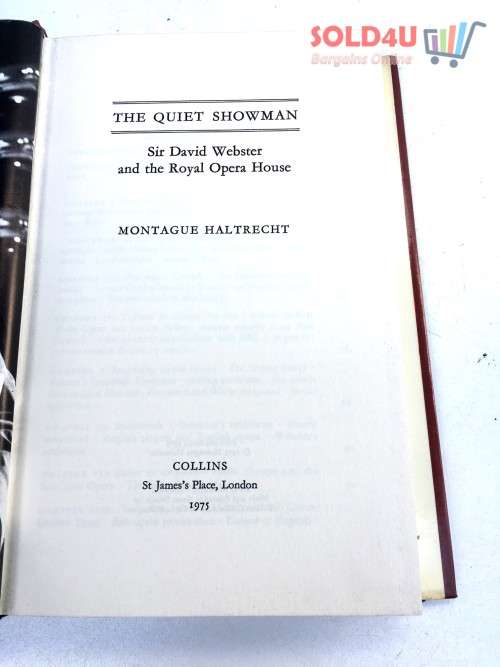 SOLD4U
Bargains Online
THE QUIET SHOWMAN
Sir David Webster
and the Royal Opera House
MONTAGUE HALTRECHT
COLLINS
St James's Place, London
1975